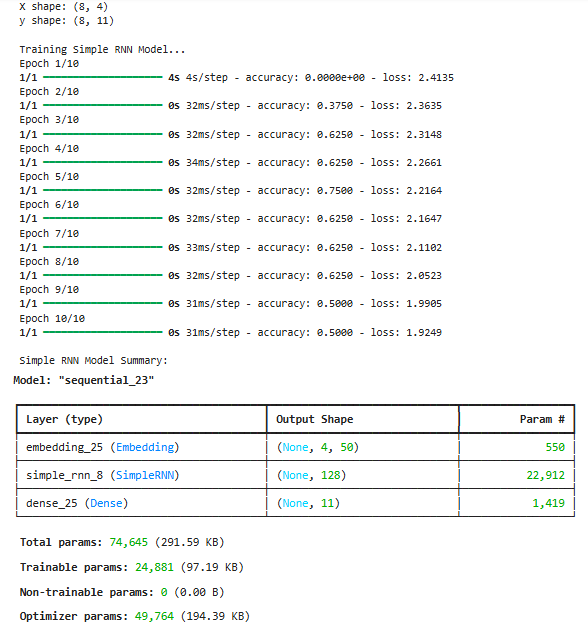 X shape: (8, 4)
y shape: (8, 11)
Training Simple RNN Model...
Epoch 1/10
1/1 4s 4s/step - accuracy: 0.0000e+00 - loss: 2.4135
Epoch 2/10
1/1 0s 32ms/step - accuracy: 0.3750 - loss: 2.3635
Epoch 3/10
1/1 0s 32ms/step - accuracy: 0.6250 - loss: 2.3148
Epoch 4/10
1/1 0s 34ms/step - accuracy: 0.6250 - loss: 2.2661
Epoch 5/10
1/1 0s 32ms/step - accuracy: 0.7500 - loss: 2.2164
Epoch 6/10
1/1 0s 32ms/step - accuracy: 0.6250 - loss: 2.1647
Epoch 7/10
1/1 0s 33ms/step - accuracy: 0.6250 - loss: 2.1102
Epoch 8/10
1/1 0s 32ms/step - accuracy: 0.6250 - loss: 2.0523
Epoch 9/10
1/1 0s 31ms/step - accuracy: 0.5000 - loss: 1.9905
Epoch 10/10
1/1 0s 31ms/step - accuracy: 0.5000 - loss: 1.9249
Simple RNN Model Summary:
Model: "sequential_23"
Layer (type) Output Shape Param #
embedding_25 (Embedding) (None, 4, 50) 550
simple_rnn_8 (SimpleRNN) (None, 128) 22,912
dense_25 (Dense) (None, 11) 1,419
Total params: 74,645 (291.59 KB)
Trainable params: 24,881 (97.19 KB)
Non-trainable params: 0 (0.00 B)
Optimizer params: 49,764 (194.39 KB)